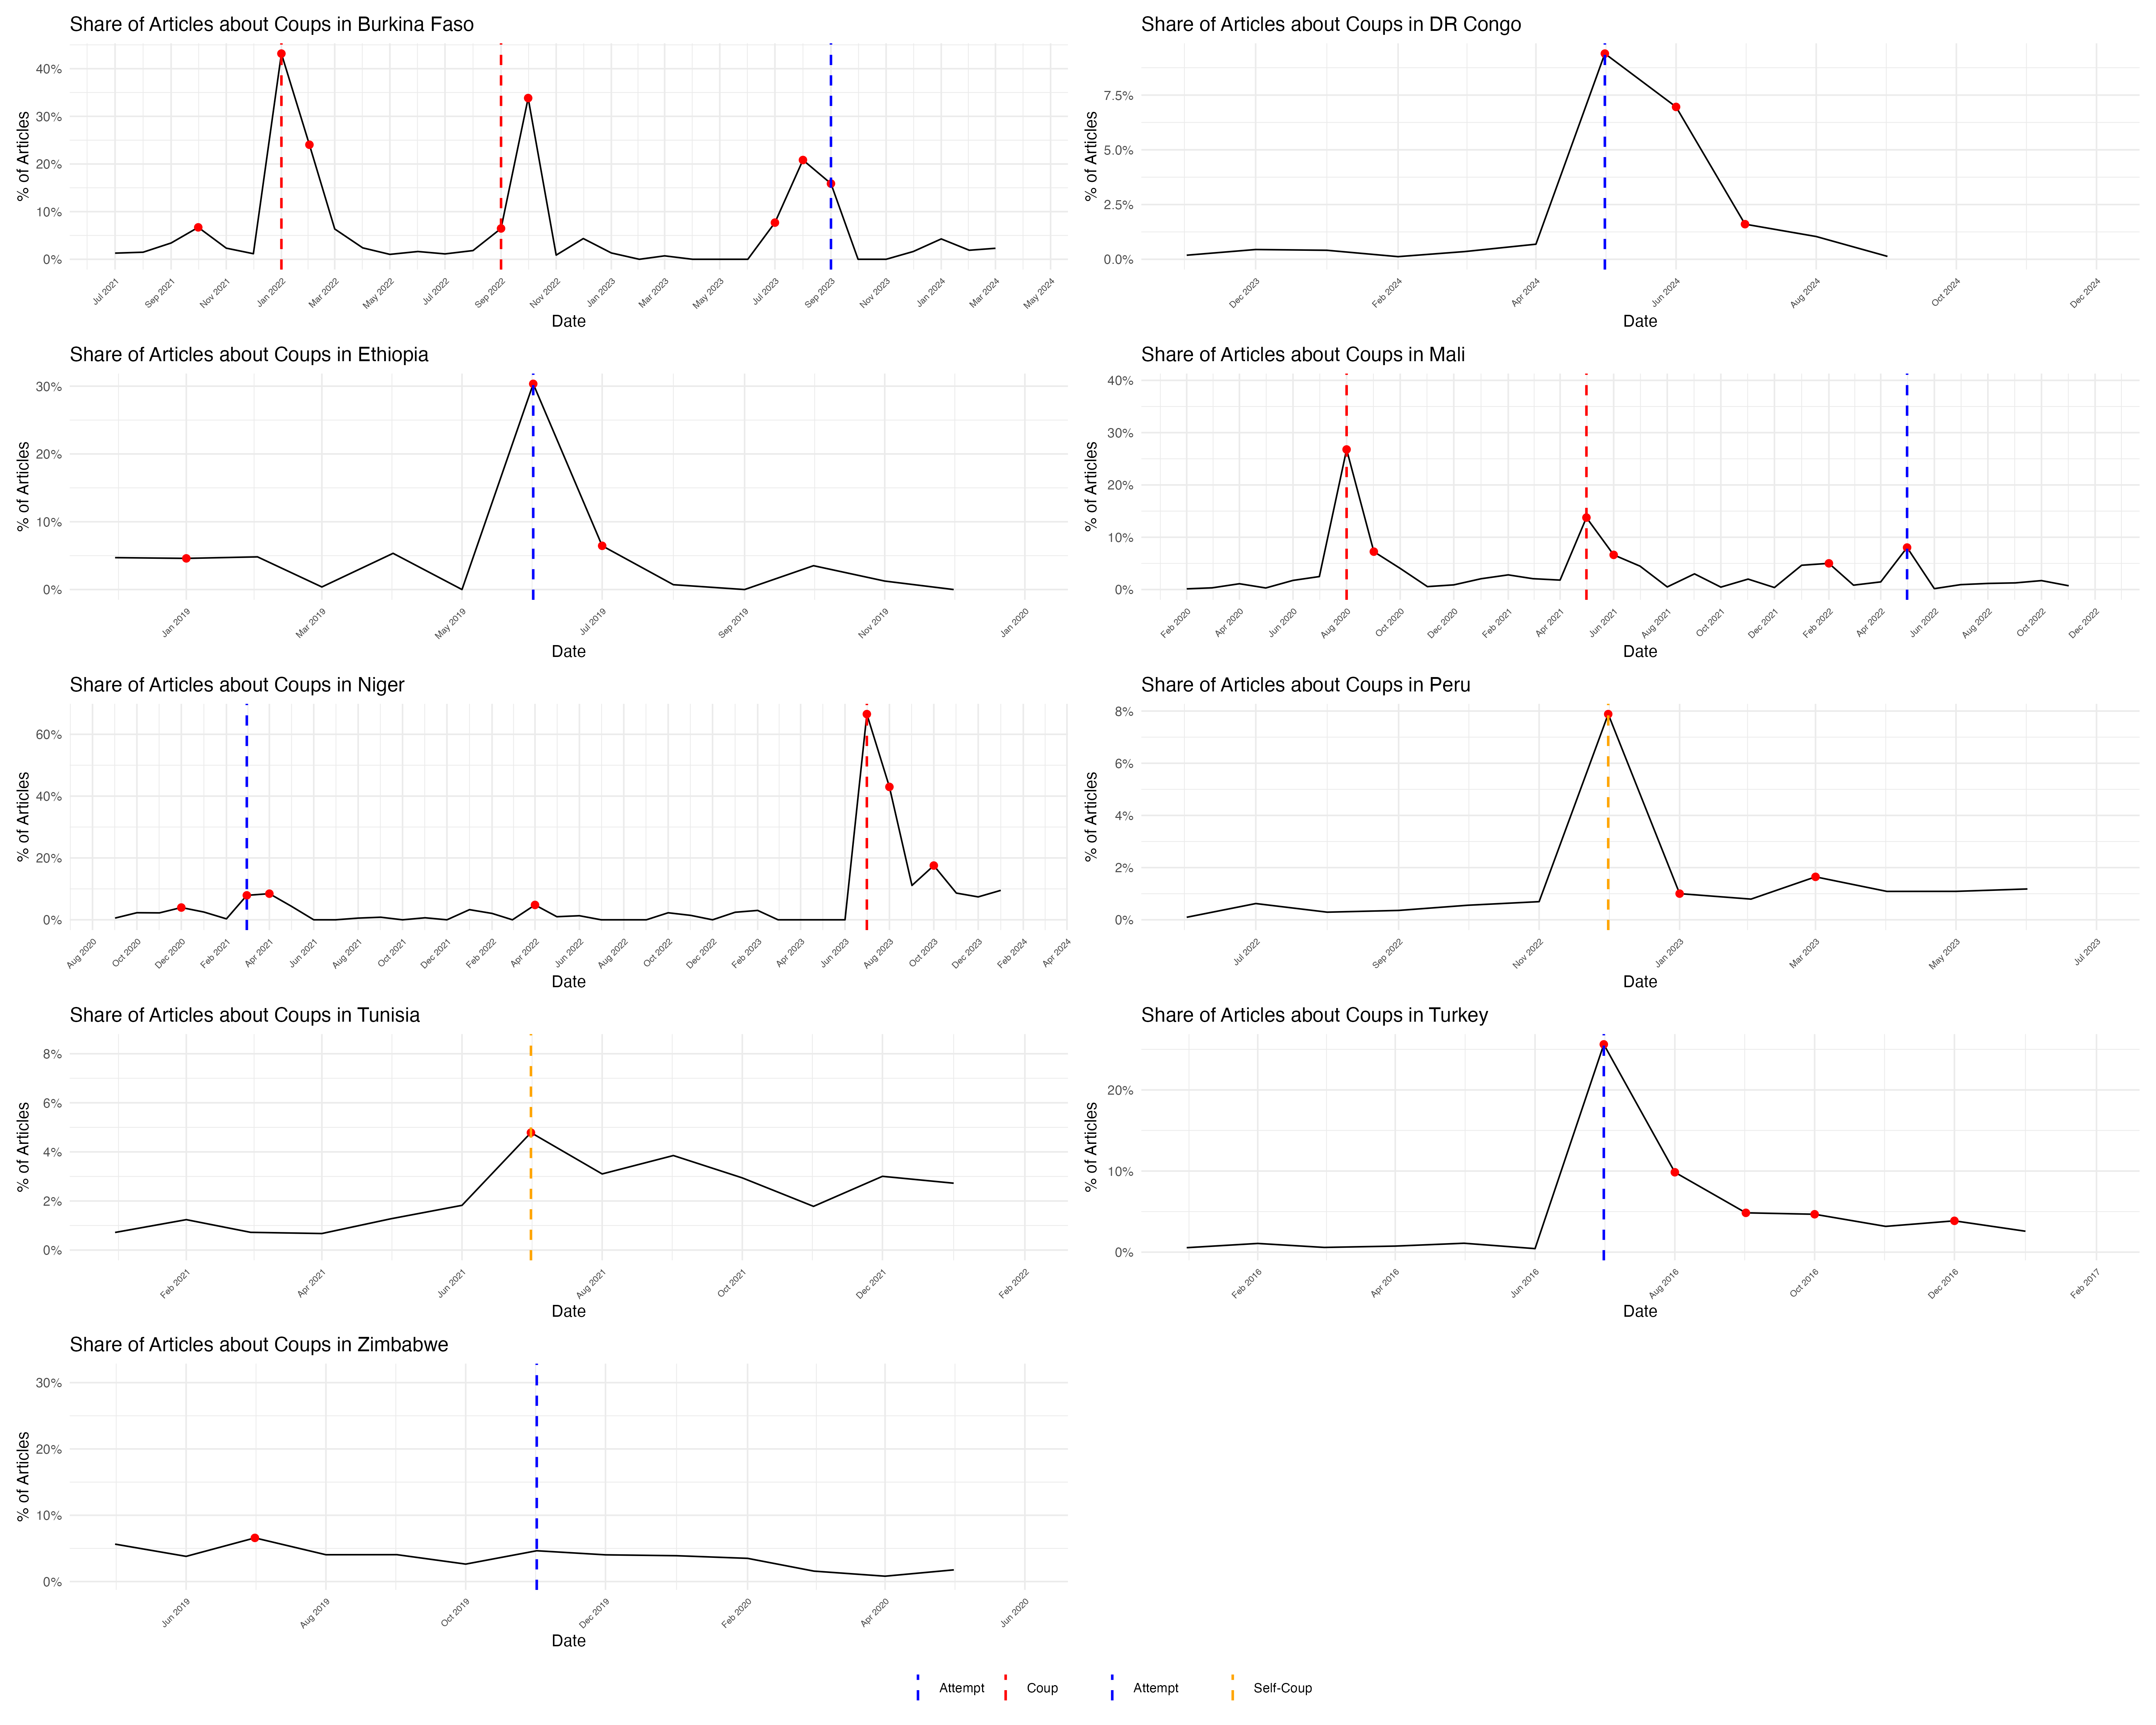 Share of Articles about Coups in Burkina Faso
% of Articles
40%
30%
20%
10%
0%
Jul 2021 Sep 2021 Nov 2021 Jan 2022 Mar 2022 May 2022 Jul 2022 Sep 2022 Nov 2022 Jan 2023 Mar 2023 May 2023 Jul 2023 Sep 2023 Nov 2023 Jan 2024 Mar 2024 May 2024
Date
Share of Articles about Coups in DR Congo
% of Articles
7.5%
5.0%
2.5%
0.0%
Dec 2023 Feb 2024 Apr 2024 Jun 2024 Aug 2024 Oct 2024 Dec 2024
Date
Share of Articles about Coups in Ethiopia
% of Articles
30%
20%
10%
0%
Jan 2019 Mar 2019 May 2019 Jul 2019 Sep 2019 Nov 2019 Jan 2020
Date
Share of Articles about Coups in Mali
% of Articles
40%
30%
20%
10%
0%
Feb 2020 Apr 2020 Jun 2020 Aug 2020 Oct 2020 Dec 2020 Feb 2021 Apr 2021 Jun 2021 Aug 2021 Oct 2021 Dec 2021 Feb 2022 Apr 2022 Jun 2022 Aug 2022 Oct 2022 Dec 2022
Date
Share of Articles about Coups in Niger
% of Articles
60%
40%
20%
0%
Aug 2020 Oct 2020 Dec 2020 Feb 2021 Apr 2021 Jun 2021 Aug 2021 Oct 2021 Dec 2021 Feb 2022 Apr 2022 Jun 2022 Aug 2022 Oct 2022 Dec 2022 Feb 2023 Apr 2023 Jun 2023 Aug 2023 Oct 2023 Dec 2023 Feb 2024 Apr 2024
Date
Share of Articles about Coups in Peru
% of Articles
8%
6%
4%
2%
0%
Jul 2022 Sep 2022 Nov 2022 Jan 2023 Mar 2023 May 2023 Jul 2023
Date
Share of Articles about Coups in Tunisia
% of Articles
8%
6%
4%
2%
0%
Feb 2021 Apr 2021 Jun 2021 Aug 2021 Oct 2021 Dec 2021 Feb 2022
Date
Share of Articles about Coups in Turkey
% of Articles
20%
10%
0%
Feb 2016 Apr 2016 Jun 2016 Aug 2016 Oct 2016 Dec 2016 Feb 2017
Date
Share of Articles about Coups in Zimbabwe
% of Articles
30%
20%
10%
0%
Jun 2019 Aug 2019 Oct 2019 Dec 2019 Feb 2020 Apr 2020 Jun 2020
Date
Attempt Coup Attempt Self-Coup